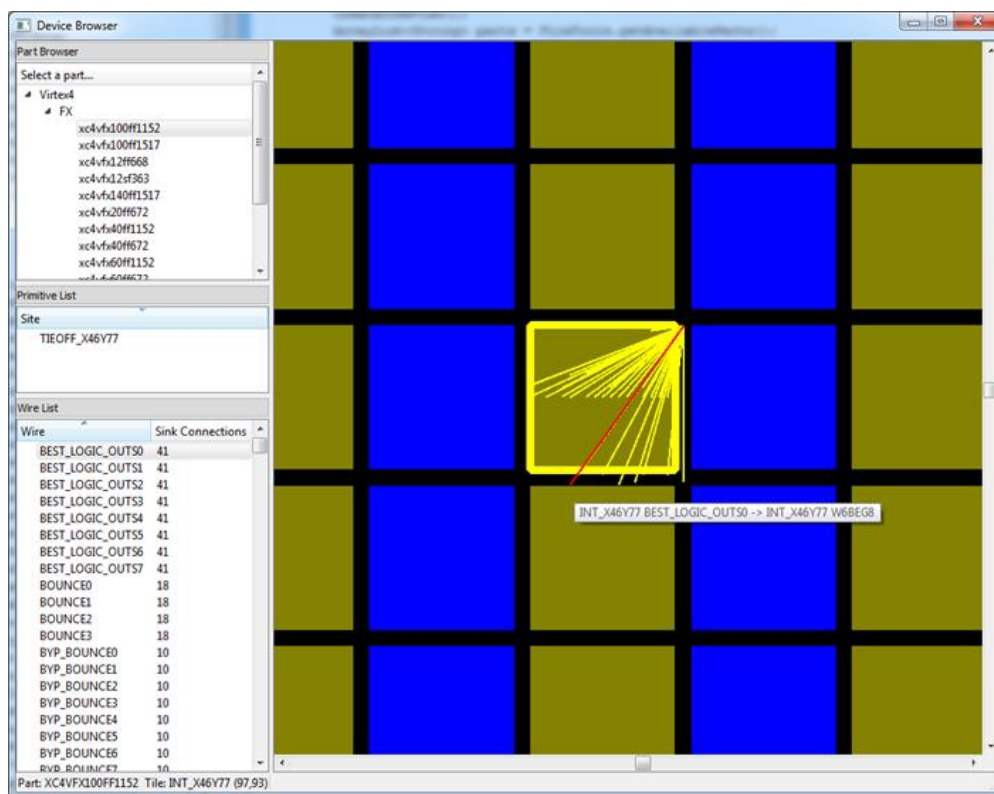 Device Browser
Part Browser
Select a part...
Virtex4
FX
xc4vfx100ff1152
xc4vfx100ff1517
xc4vfx12ff668
xc4vfx12sf363
xc4vfx140ff1517
xc4vfx20ff672
xc4vfx40ff1152
xc4vfx40ff672
xc4vfx60ff1152
xc4vfx60ff672
Primitive List
Site
TIEOFF_X46Y77
Wire List
Wire Sink Connections
BEST_LOGIC_OUTS0 41
BEST_LOGIC_OUTS1 41
BEST_LOGIC_OUTS2 41
BEST_LOGIC_OUTS3 41
BEST_LOGIC_OUTS4 41
BEST_LOGIC_OUTS5 41
BEST_LOGIC_OUTS6 41
BEST_LOGIC_OUTS7 41
BOUNCE0 18
BOUNCE1 18
BOUNCE2 18
BOUNCE3 18
BYP_BOUNCE0 10
BYP_BOUNCE1 10
BYP_BOUNCE2 10
BYP_BOUNCE3 10
BYP_BOUNCE4 10
BYP_BOUNCE5 10
BYP_BOUNCE6 10
BYP_BOUNCE7 10
INT_X46Y77 BEST_LOGIC_OUTS0 -> INT_X46Y77 W6BEG8
Part: XC4VFX100FF1152 Tile: INT_X46Y77 (97,93)